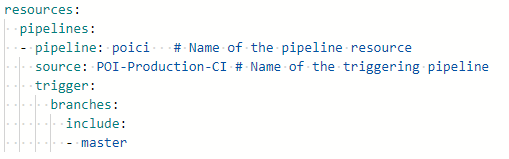 resources:
  pipelines:
  - pipeline: poici   # Name of the pipeline resource
    source: POI-Production-CI # Name of the triggering pipeline
    trigger:
      branches:
        include:
        - master